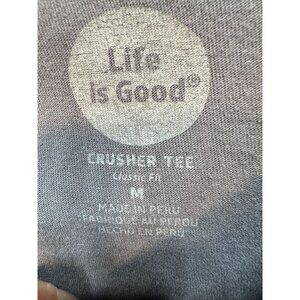 Life
is Good®
CRUSHER TEE
Classic Fit
M
MADE IN PERU
FABRIQUÉ AU PÉROU
HECHO EN PERÚ